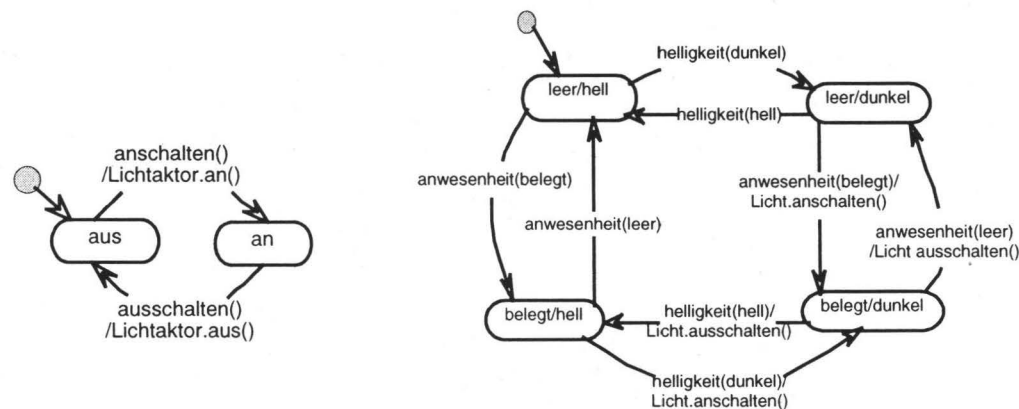 anschalten()
/Lichtaktor.an()
aus
an
ausschalten()
/Lichtaktor.aus()
helligkeit(dunkel)
leer/hell
leer/dunkel
helligkeit(hell)
anwesenheit(belegt)
anwesenheit(belegt)/
Licht.anschalten()
anwesenheit(leer)
anwesenheit(leer)
/Licht ausschalten()
belegt/hell
helligkeit(hell)/
Licht.ausschalten()
belegt/dunkel
helligkeit(dunkel)/
Licht.anschalten()